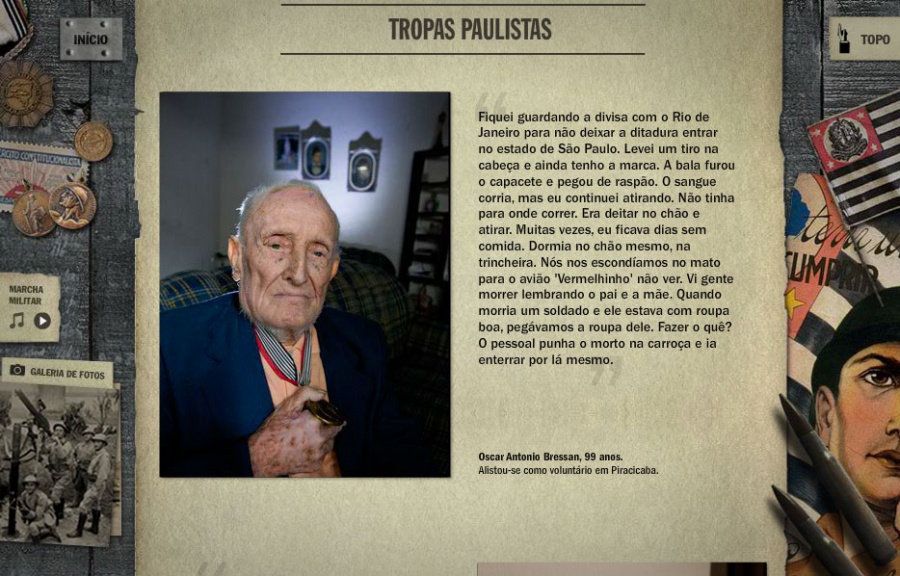 TROPAS PAULISTAS
INÍCIO
TOPO
Fiquei guardando a divisa com o Rio de
Janeiro para não deixar a ditadura entrar
no estado de São Paulo. Levei um tiro na
cabeça e ainda tenho a marca. A bala furou
o capacete e pegou de raspão. O sangue
corria, mas eu continuei atirando. Não tinha
para onde correr. Era deitar no chão e
atirar. Muitas vezes, eu ficava dias sem
comida. Dormia no chão mesmo, na
trincheira. Nós nos escondíamos no mato
para o avião 'Vermelhinho' não ver. Vi gente
morrer lembrando o pai e a mãe. Quando
morria um soldado e ele estava com roupa
boa, pegávamos a roupa dele. Fazer o quê?
O pessoal punha o morto na carroça e ia
enterrar por lá mesmo.
Oscar Antonio Bressan, 99 anos.
Alistou-se como voluntário em Piracicaba.
CONSTITUCIONALISTA
MARCHA
MILITAR
GALERIA DE FOTOS
CUMPRIR